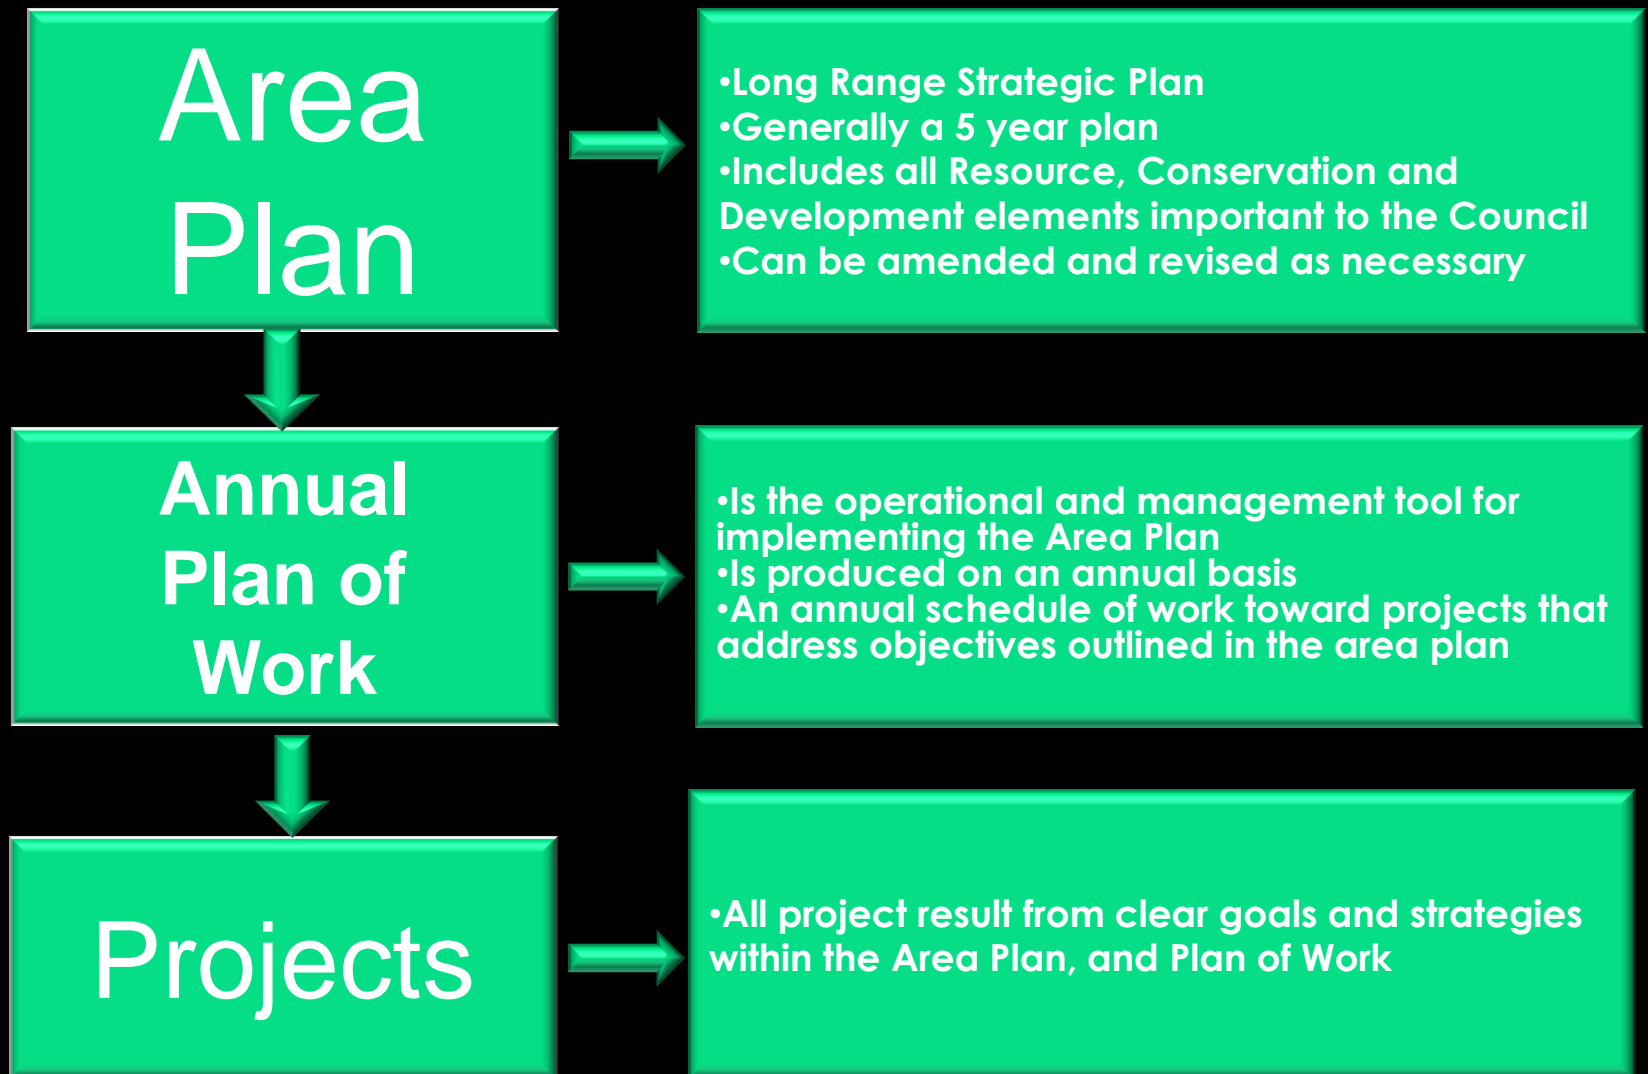 Area
Plan
•Long Range Strategic Plan
•Generally a 5 year plan
•Includes all Resource, Conservation and
Development elements important to the Council
•Can be amended and revised as necessary
Annual
Plan of
Work
•Is the operational and management tool for
implementing the Area Plan
•Is produced on an annual basis
•An annual schedule of work toward projects that
address objectives outlined in the area plan
Projects
•All project result from clear goals and strategies
within the Area Plan, and Plan of Work